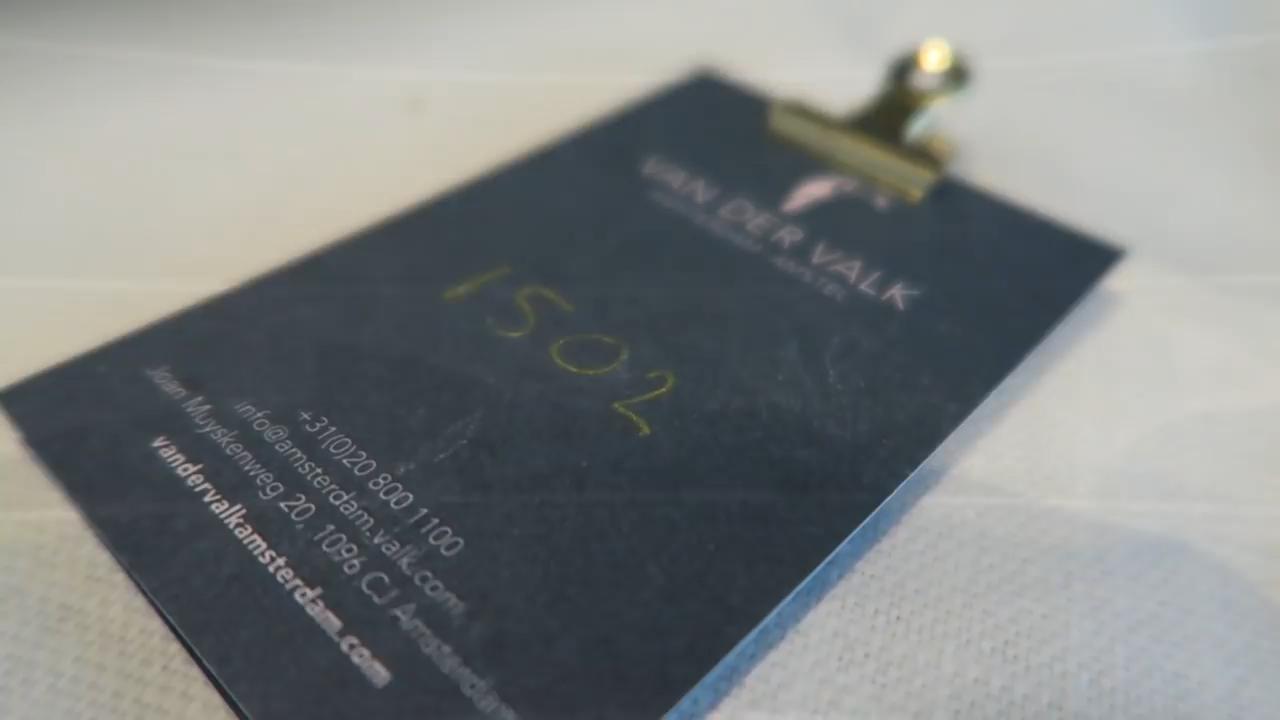 VAN DER VALK
1502
+31(0)20 800 1100
info@amsterdam.valk.com
Joan Muyskenweg 20, 1096 CJ Amsterdam
vandervalkamsterdam.com